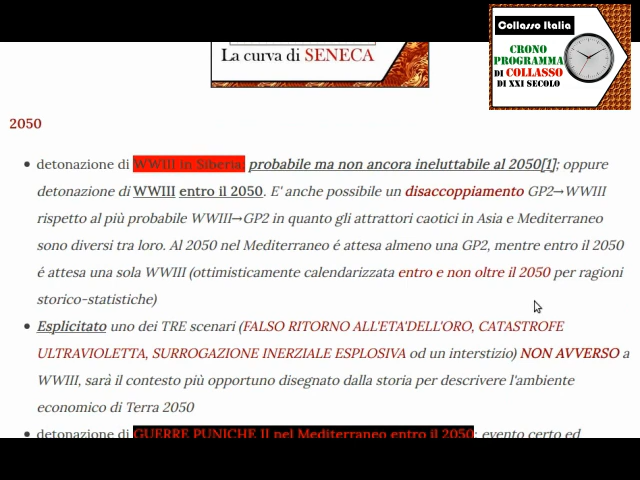 Collasso Italia
CRONO
PROGRAMMA
DI COLLASSO
DI XXI SECOLO
La curva di SENECA
2050
detonazione di WWIII in Siberia: probabile ma non ancora ineluttabile al 2050[1]; oppure
detonazione di WWIII entro il 2050. E' anche possibile un disaccoppiamento GP2→WWIII
rispetto al più probabile WWIII→GP2 in quanto gli attrattori caotici in Asia e Mediterraneo
sono diversi tra loro. Al 2050 nel Mediterraneo é attesa almeno una GP2, mentre entro il 2050
é attesa una sola WWIII (ottimisticamente calendarizzata entro e non oltre il 2050 per ragioni
storico-statistiche)
Esplicitato uno dei TRE scenari (FALSO RITORNO ALL'ETA'DELL'ORO, CATASTROFE
ULTRAVIOLETTA, SURROGAZIONE INERZIALE ESPLOSIVA od un interstizio) NON AVVERSO a
WWIII, sarà il contesto più opportuno disegnato dalla storia per descrivere l'ambiente
economico di Terra 2050
detonazione di GUERRE PUNICHE II nel Mediterraneo entro il 2050: evento certo ed